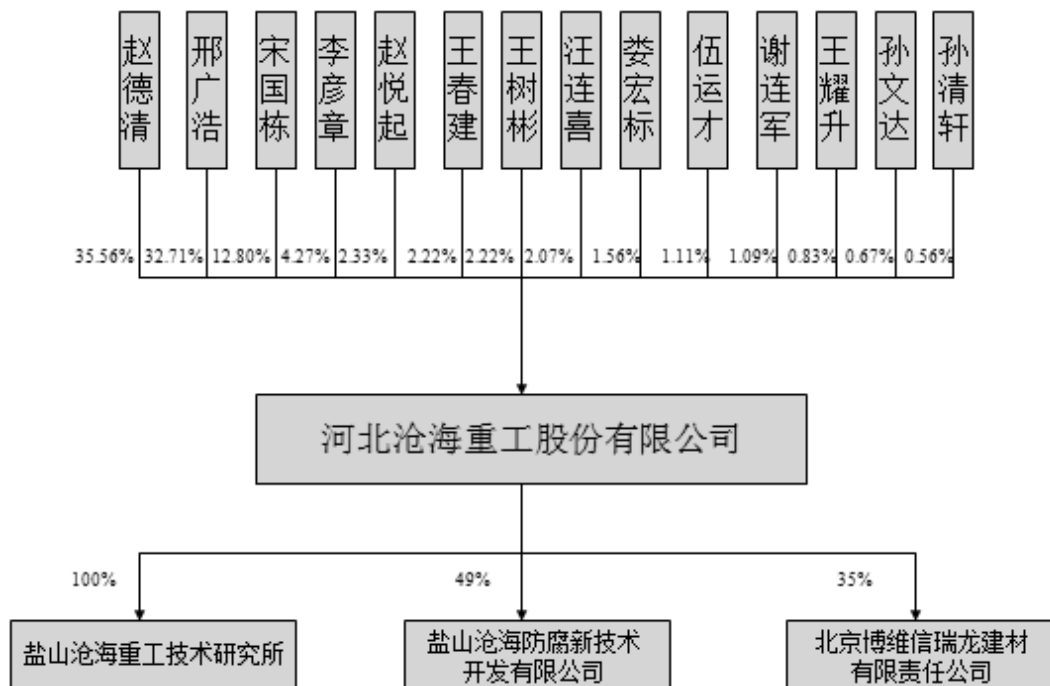 赵德清
邢广浩
宋国栋
李彦章
赵悦起
王春建
王树彬
汪连喜
娄宏标
伍运才
谢连军
王耀升
孙文达
孙清轩
35.56%
32.71%
12.80%
4.27%
2.33%
2.22%
2.22%
2.07%
1.56%
1.11%
1.09%
0.83%
0.67%
0.56%
河北沧海重工股份有限公司
100%
49%
35%
盐山沧海重工技术研究所
盐山沧海防腐新技术
开发有限公司
北京博维信瑞龙建材
有限责任公司